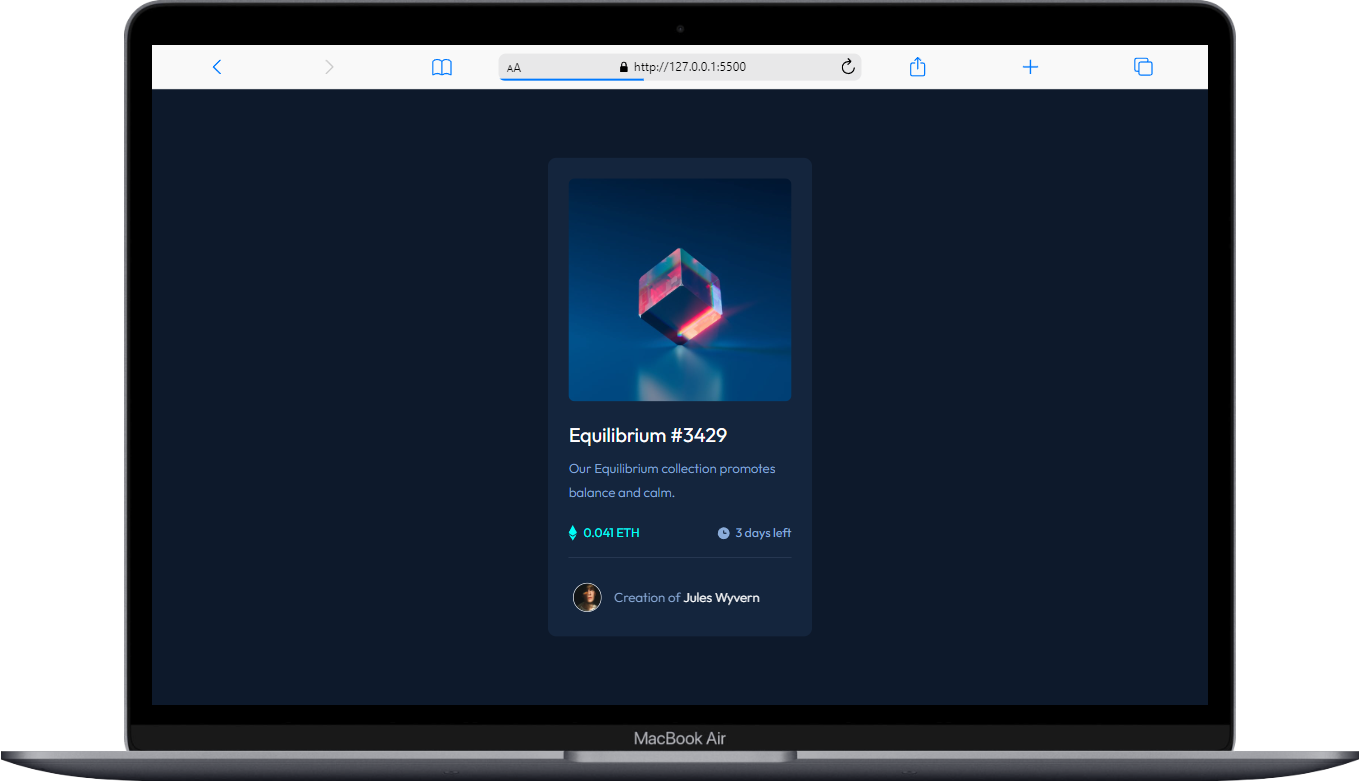 AA
http://127.0.0.1:5500
Equilibrium #3429
Our Equilibrium collection promotes
balance and calm.
0.041 ETH
3 days left
Creation of Jules Wyvern
MacBook Air